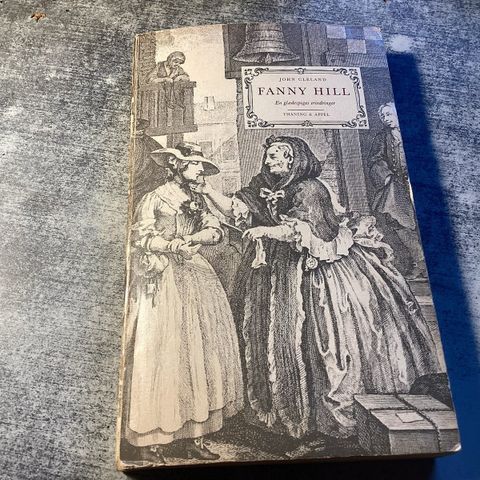 JOHN CLELAND
FANNY HILL
En glædespiges erindringer
THANING & APPEL